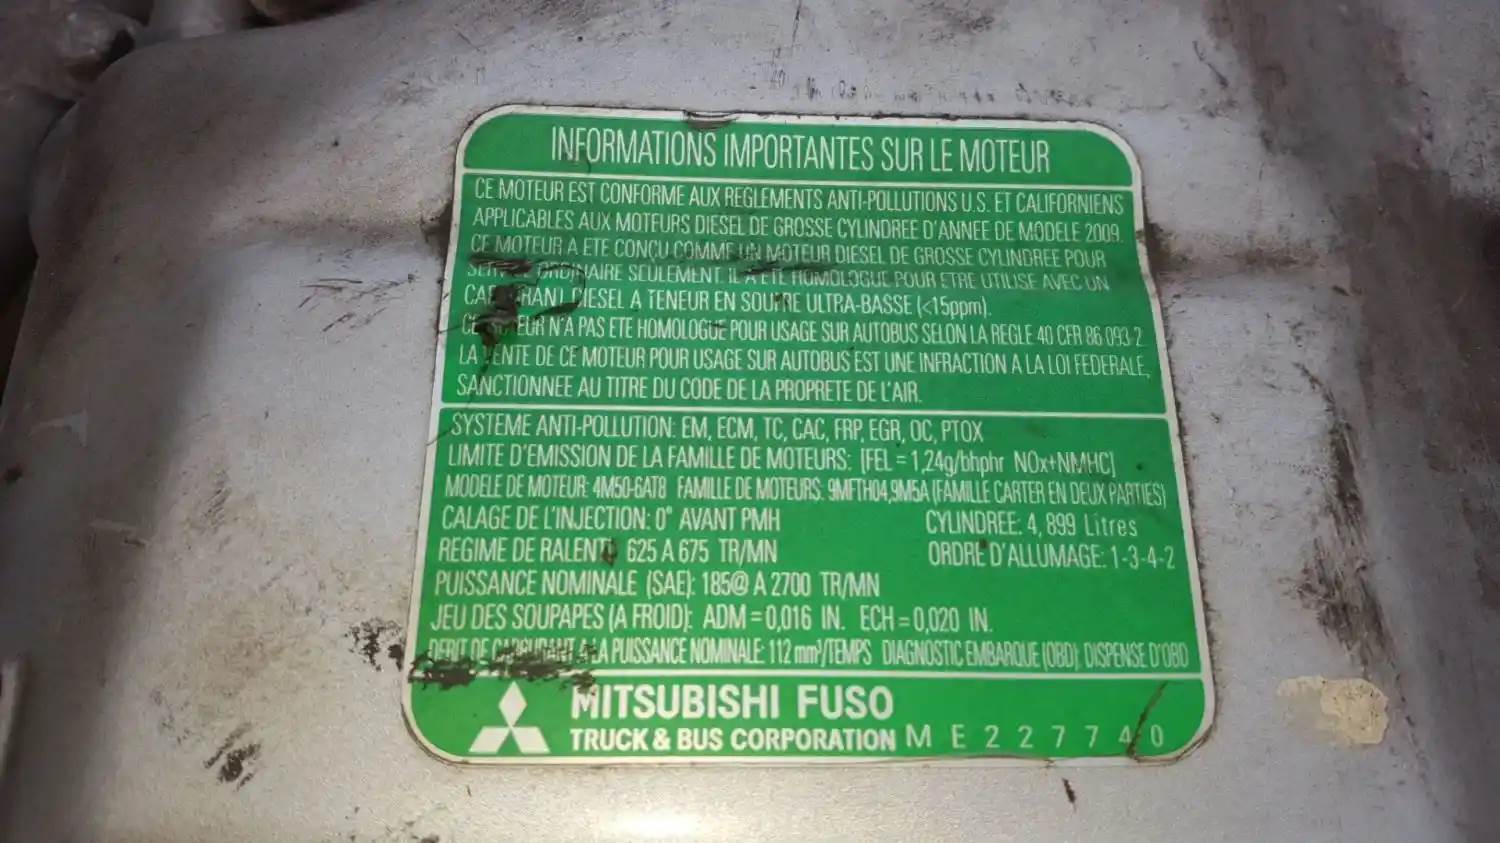 INFORMATIONS IMPORTANTES SUR LE MOTEUR
CE MOTEUR EST CONFORME AUX REGLEMENTS ANTI-POLLUTIONS U.S. ET CALIFORNIENS
APPLICABLES AUX MOTEURS DIESEL DE GROSSE CYLINDREE D'ANNEE DE MODELE 2009.
CE MOTEUR A ETE CONÇU COMME UN MOTEUR DIESEL DE GROSSE CYLINDREE POUR
ORDINAIRE SEULEMENT. IL A ETE HOMOLOGUE POUR ETRE UTILISE AVEC UN
DIESEL A TENEUR EN SOUFRE ULTRA-BASSE (<15ppm).
N'A PAS ETE HOMOLOGUE POUR USAGE SUR AUTOBUS SELON LA REGLE 40 CFR 86 093-2
LA VENTE DE CE MOTEUR POUR USAGE SUR AUTOBUS EST UNE INFRACTION A LA LOI FEDERALE,
SANCTIONNEE AU TITRE DU CODE DE LA PROPRETE DE L'AIR.
SYSTEME ANTI-POLLUTION: EM, ECM, TC, CAC, FRP, EGR, OC, PTOX
LIMITE D'EMISSION DE LA FAMILLE DE MOTEURS: [FEL = 1,24g/bhphr NOx+NMHC]
MODELE DE MOTEUR: 4M50-6AT8 FAMILLE DE MOTEURS: 9MFTH04,9M5A (FAMILLE CARTER EN DEUX PARTIES)
CALAGE DE L'INJECTION: 0° AVANT PMH CYLINDREE: 4, 899 Litres
REGIME DE RALENTI: 625 A 675 TR/MN ORDRE D'ALLUMAGE: 1-3-4-2
PUISSANCE NOMINALE (SAE): 185@ A 2700 TR/MN
JEU DES SOUPAPES (A FROID): ADM = 0,016 IN. ECH = 0,020 IN.
DEBIT DE CARBURANT A LA PUISSANCE NOMINALE: 112 mm³/TEMPS DIAGNOSTIC EMBARQUE (OBD): DISPENSE D'OBD
MITSUBISHI FUSO
TRUCK & BUS CORPORATION ME227740